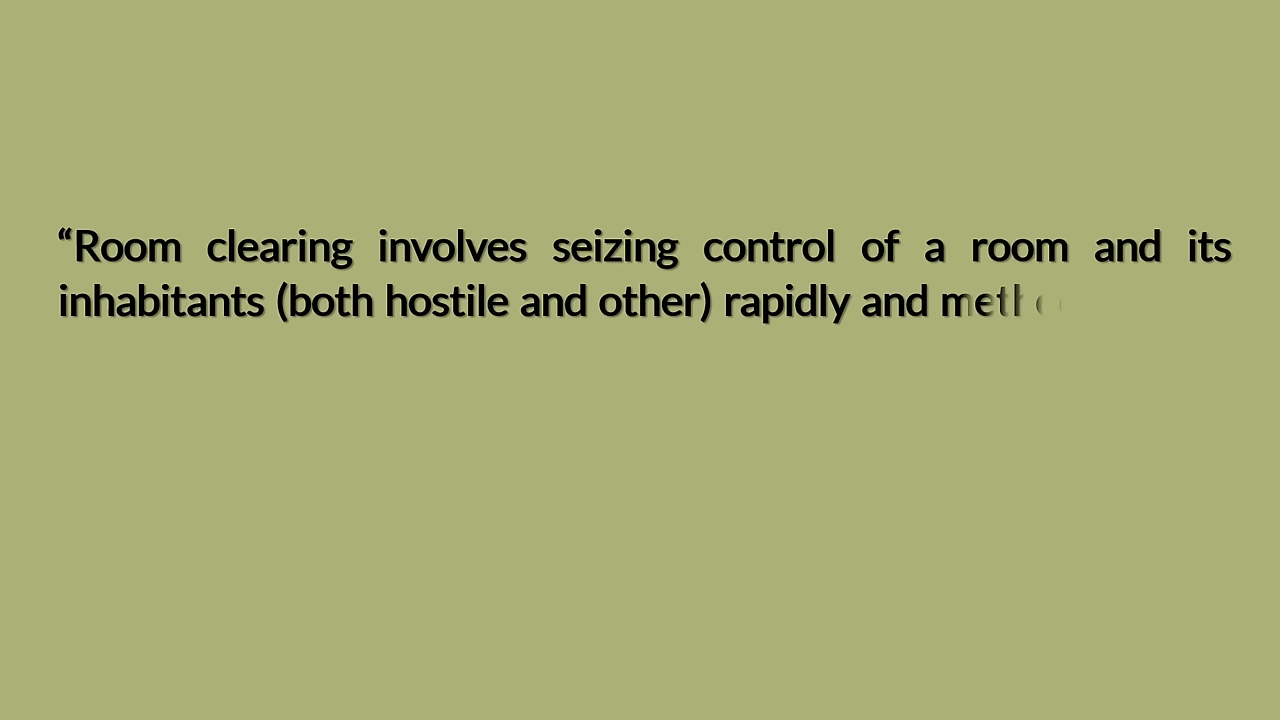 “Room clearing involves seizing control of a room and its
inhabitants (both hostile and other) rapidly and